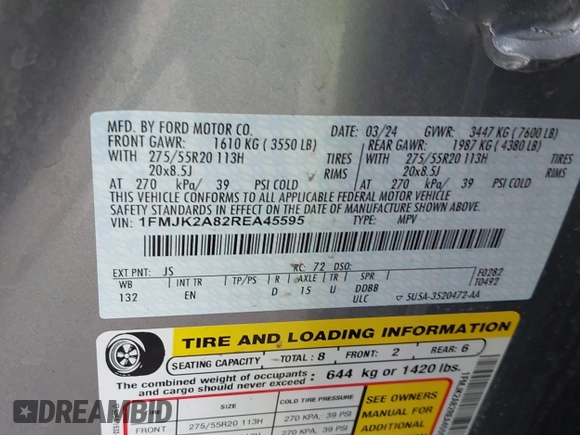 MFD. BY FORD MOTOR CO.
DATE: 03/24 GVWR: 3447 KG ( 7600 LB)
FRONT GAWR: 1610 KG ( 3550 LB)
REAR GAWR: 1987 KG ( 4380 LB)
WITH 275/55R20 113H TIRES
WITH 275/55R20 113H TIRES
20x8.5J RIMS
20x8.5J RIMS
AT 270 kPa/ 39 PSI COLD
AT 270 kPa/ 39 PSI COLD
THIS VEHICLE CONFORMS TO ALL APPLICABLE FEDERAL MOTOR VEHICLE
SAFETY STANDARDS IN EFFECT ON THE DATE OF MANUFACTURE SHOWN ABOVE.
VIN: 1FMJK2A82REA45595 TYPE: MPV
EXT PNT: JS RC: 72 DSO: F0282
WB INT TR TP/PS R AXLE TR SPR T0492
132 EN D 15 U DDBB
ULC 5U5A-3520472-AA
TIRE AND LOADING INFORMATION
SEATING CAPACITY TOTAL : 8 FRONT: 2 REAR: 6
The combined weight of occupants
and cargo should never exceed: 644 kg or 1420 lbs.
SIZE COLD TIRE PRESSURE
FRONT 275/55R20 113H 270 KPA, 39 PSI
SEE OWNERS
MANUAL FOR
ADDITIONAL
DREAMBID